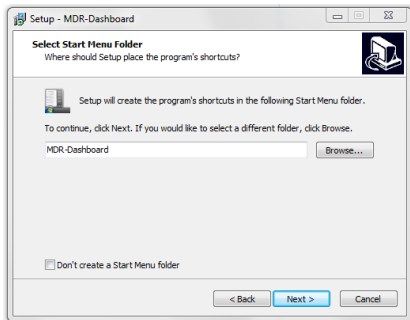 Setup - MDR-Dashboard
Select Start Menu Folder
Where should Setup place the program's shortcuts?
Setup will create the program's shortcuts in the following Start Menu folder.
To continue, click Next. If you would like to select a different folder, click Browse.
MDR-Dashboard
Browse...
Don't create a Start Menu folder
< Back
Next >
Cancel